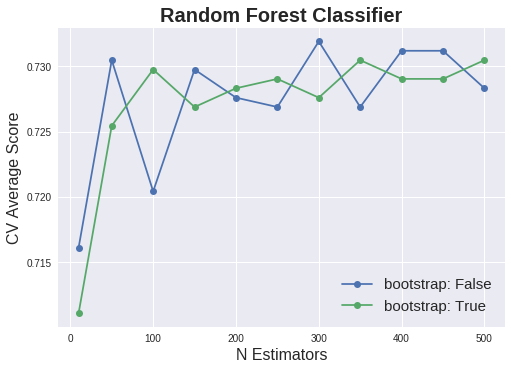 Random Forest Classifier
CV Average Score
0.730
0.725
0.720
0.715
bootstrap: False
bootstrap: True
0
100
200
300
400
500
N Estimators